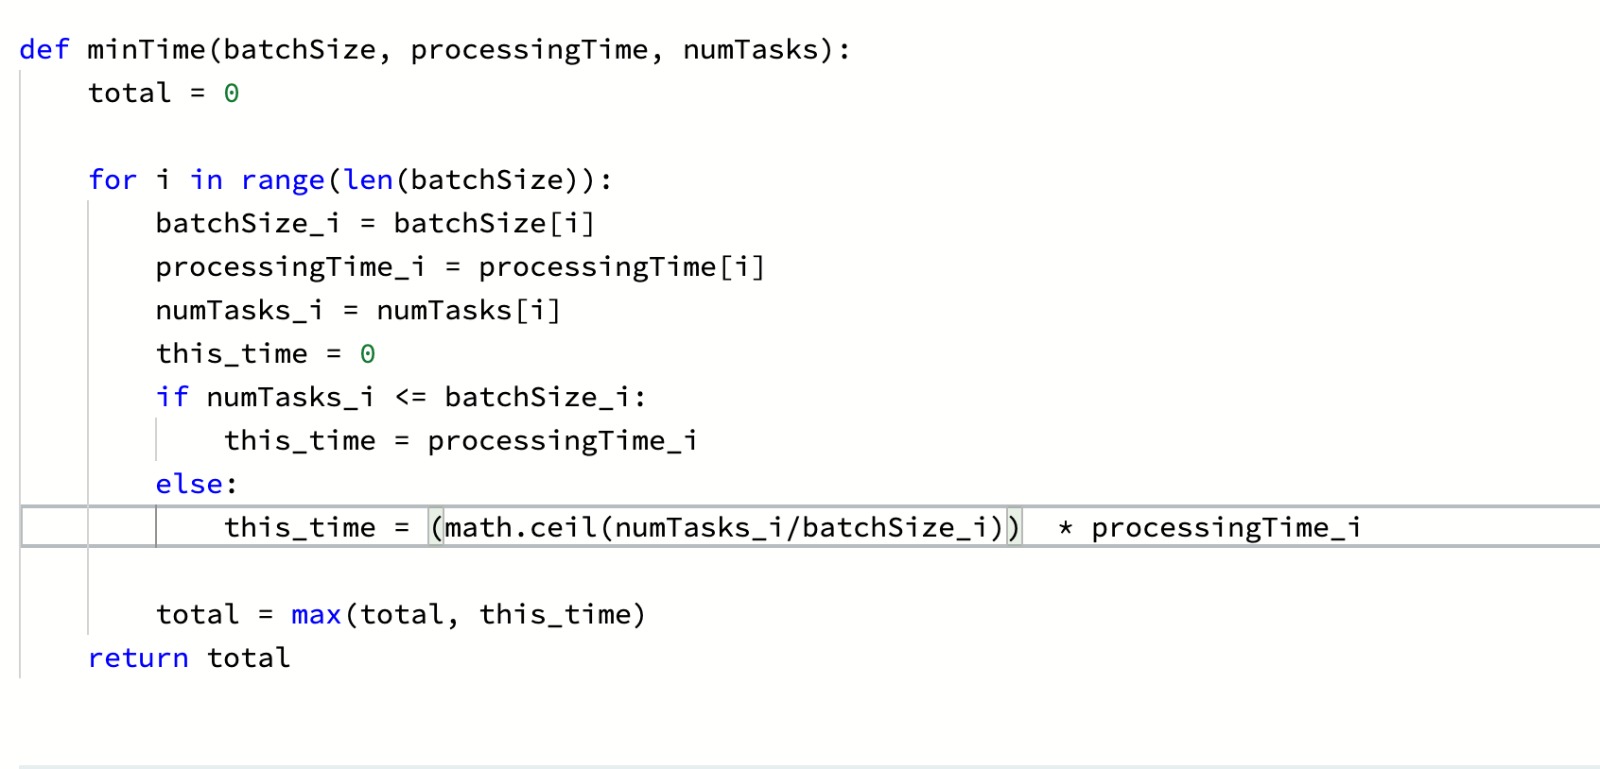 def minTime(batchSize, processingTime, numTasks):
    total = 0
    for i in range(len(batchSize)):
        batchSize_i = batchSize[i]
        processingTime_i = processingTime[i]
        numTasks_i = numTasks[i]
        this_time = 0
        if numTasks_i <= batchSize_i:
            this_time = processingTime_i
        else:
            this_time = (math.ceil(numTasks_i/batchSize_i))  * processingTime_i
        total = max(total, this_time)
    return total